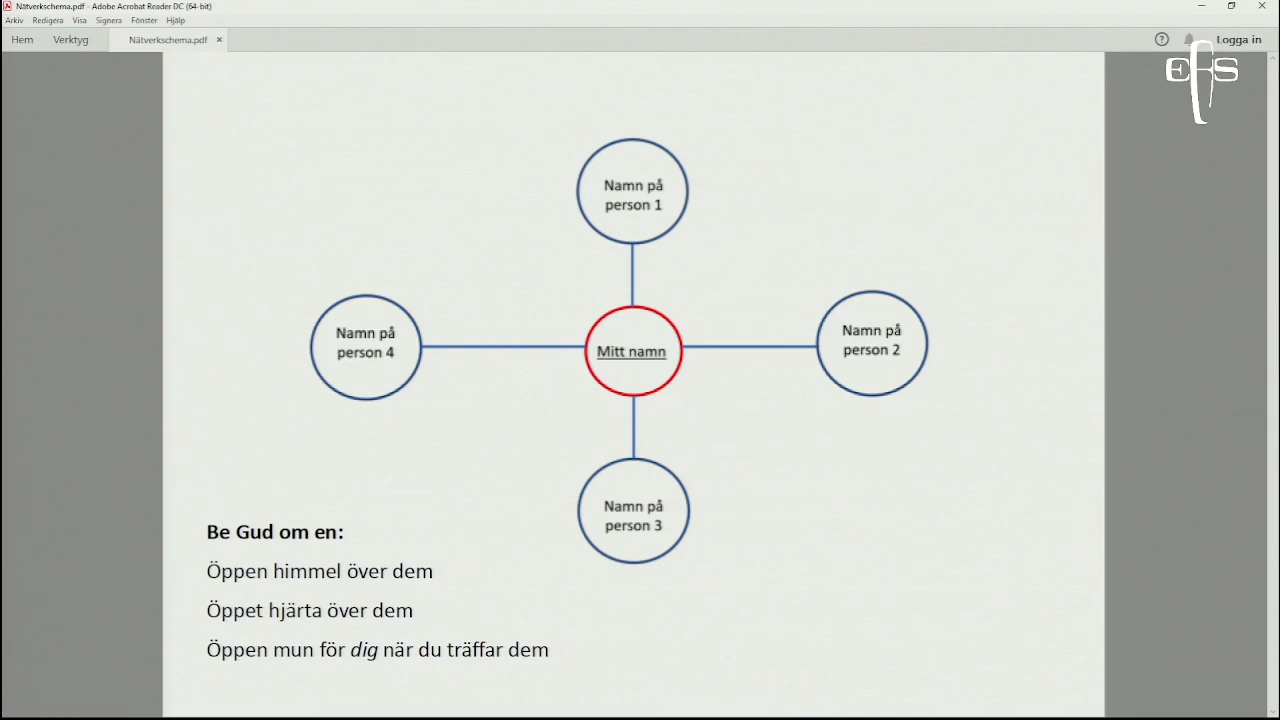 Nätverkschema.pdf - Adobe Acrobat Reader DC (64-bit)
Arkiv Redigera Visa Signera Fönster Hjälp
Hem Verktyg Nätverkschema.pdf × Logga in
EFS
Namn på
person 1
Namn på
person 4
Mitt namn
Namn på
person 2
Namn på
person 3
Be Gud om en:
Öppen himmel över dem
Öppet hjärta över dem
Öppen mun för dig när du träffar dem